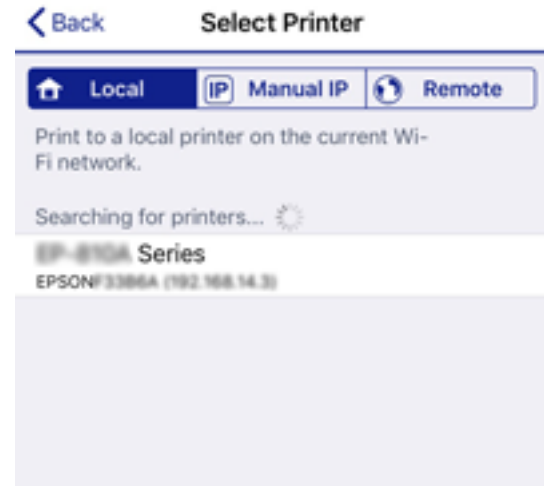 Back Select Printer
Local IP Manual IP Remote
Print to a local printer on the current Wi-
Fi network.
Searching for printers...
Series
EPSON